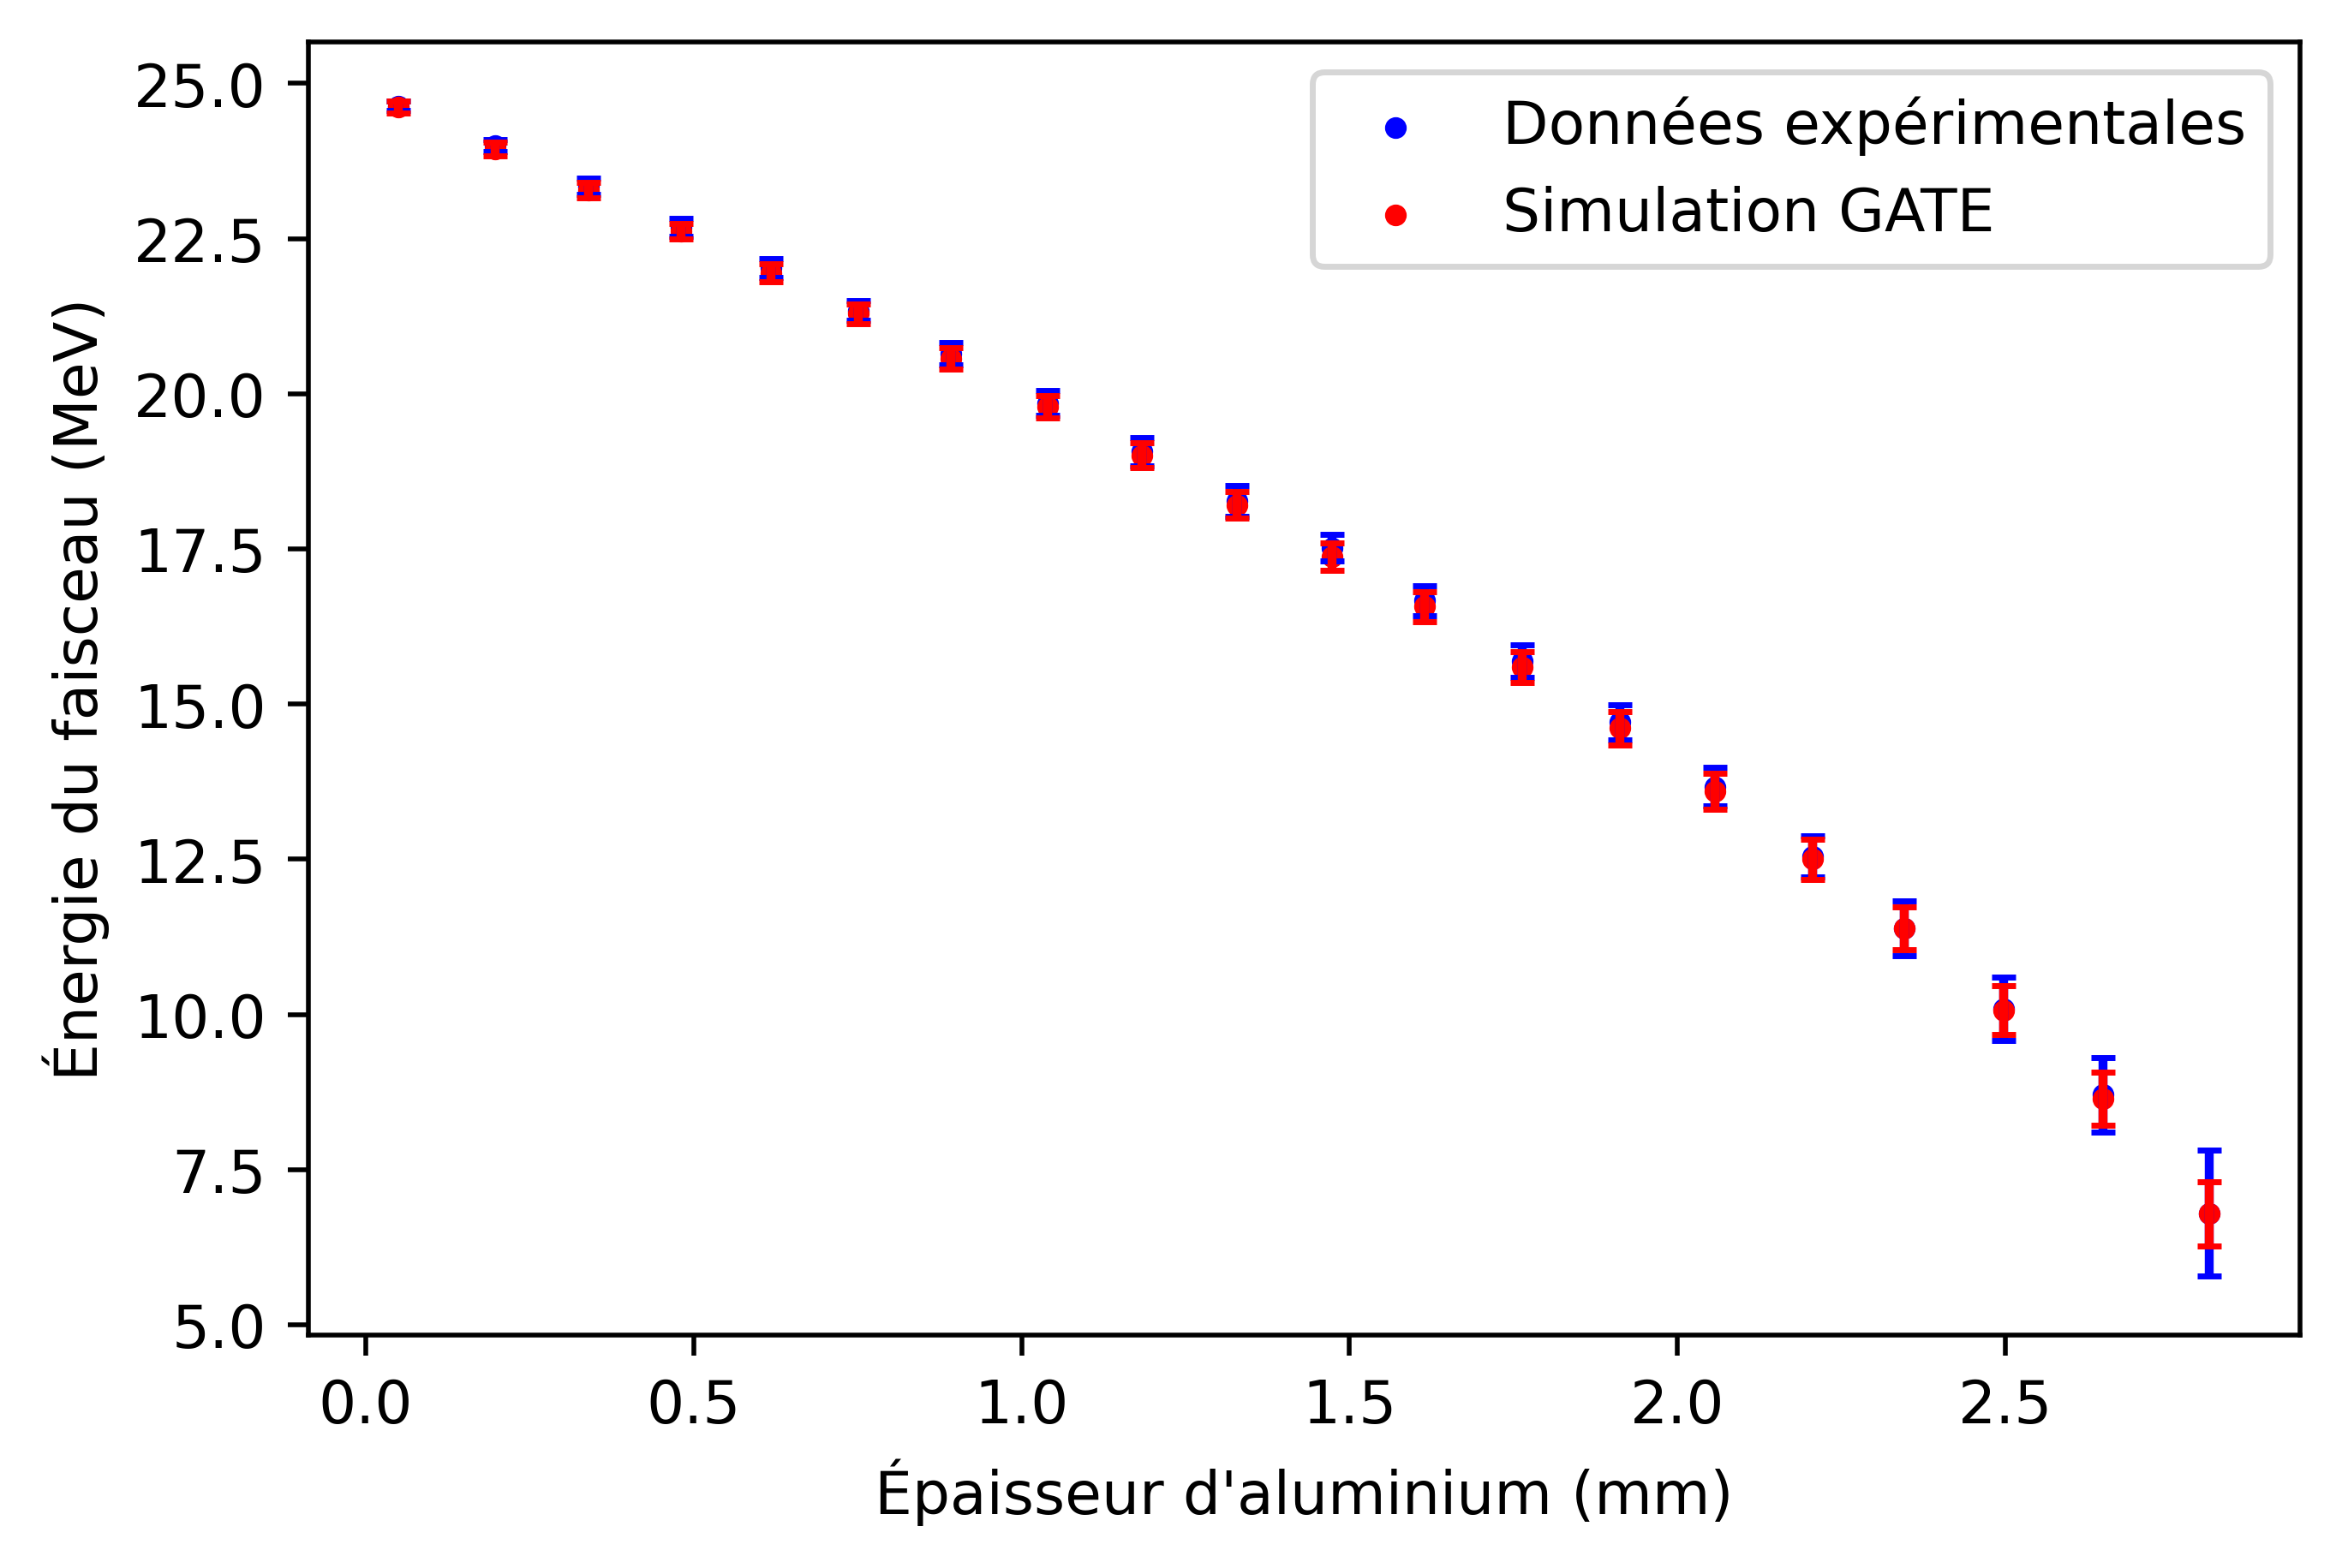 Données expérimentales
Simulation GATE
Énergie du faisceau (MeV)
25.0
22.5
20.0
17.5
15.0
12.5
10.0
7.5
5.0
0.0 0.5 1.0 1.5 2.0 2.5
Épaisseur d'aluminium (mm)